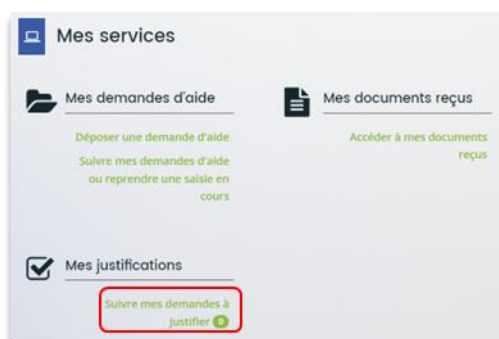 Mes services
Mes demandes d'aide
Déposer une demande d'aide
Suivre mes demandes d'aide
ou reprendre une saisie en
cours
Mes documents reçus
Accéder à mes documents
reçus
Mes justifications
Suivre mes demandes à
justifier 0